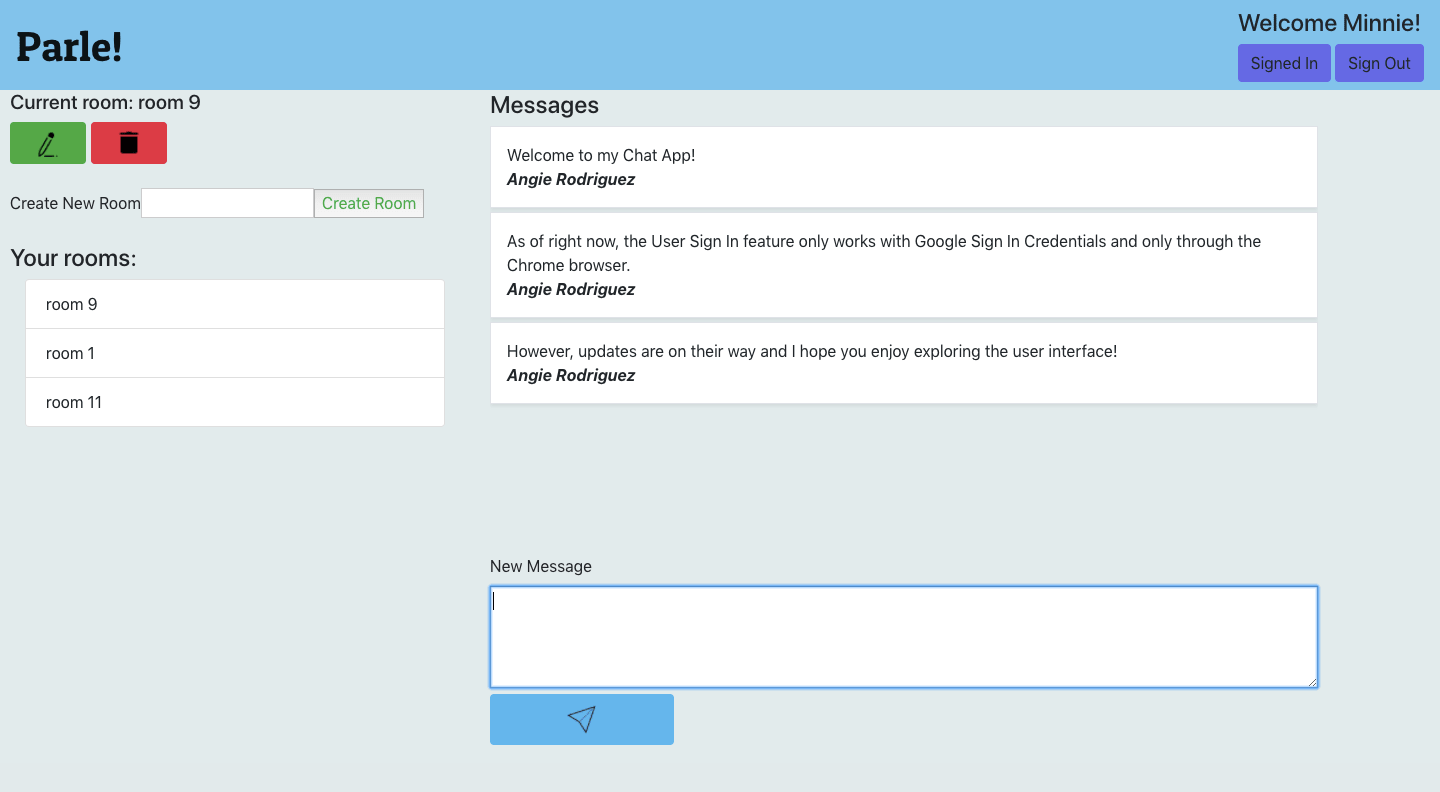 Parle!
Welcome Minnie!
Signed In
Sign Out
Current room: room 9
Create New Room
Create Room
Your rooms:
room 9
room 1
room 11
Messages
Welcome to my Chat App!
Angie Rodriguez
As of right now, the User Sign In feature only works with Google Sign In Credentials and only through the
Chrome browser.
Angie Rodriguez
However, updates are on their way and I hope you enjoy exploring the user interface!
Angie Rodriguez
New Message